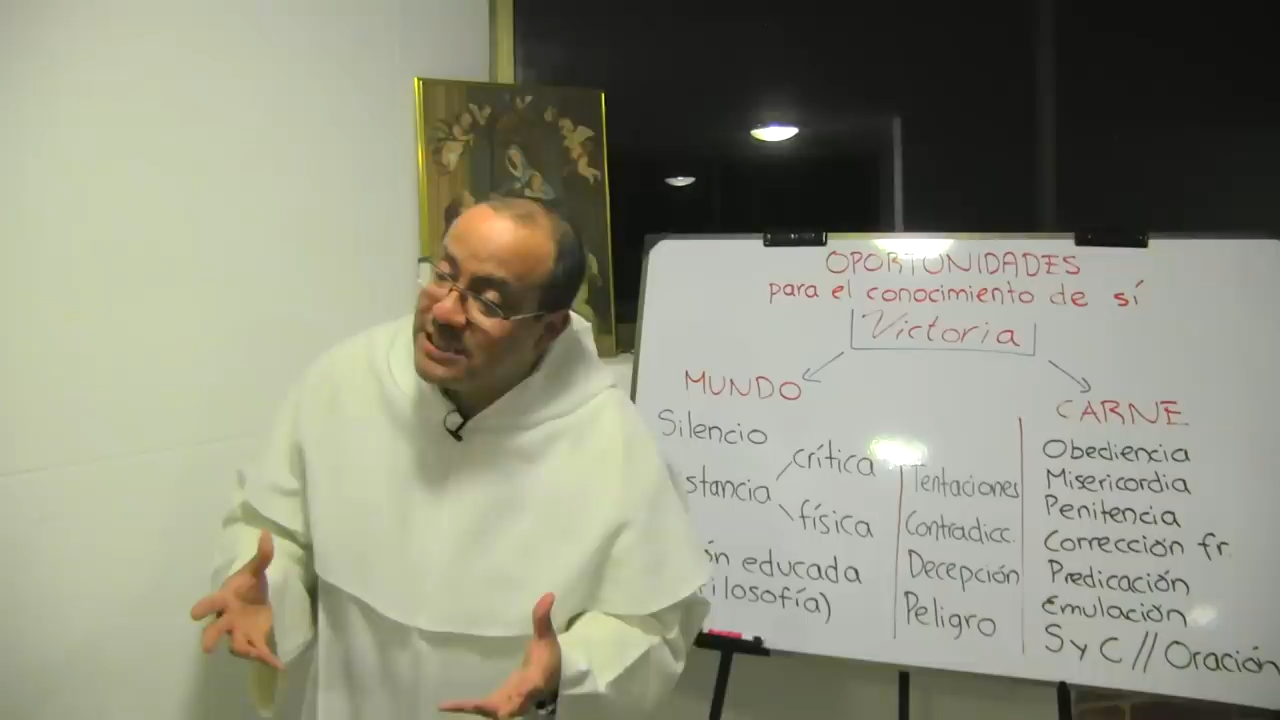 OPORTUNIDADES
para el conocimiento de sí
Victoria
MUNDO
Silencio
stancia
crítica
física
ón educada
filosofía)
Tentaciones
Contradicc.
Decepción
Peligro
CARNE
Obediencia
Misericordia
Penitencia
Corrección fr
Predicación
Emulación
S y C // Oración